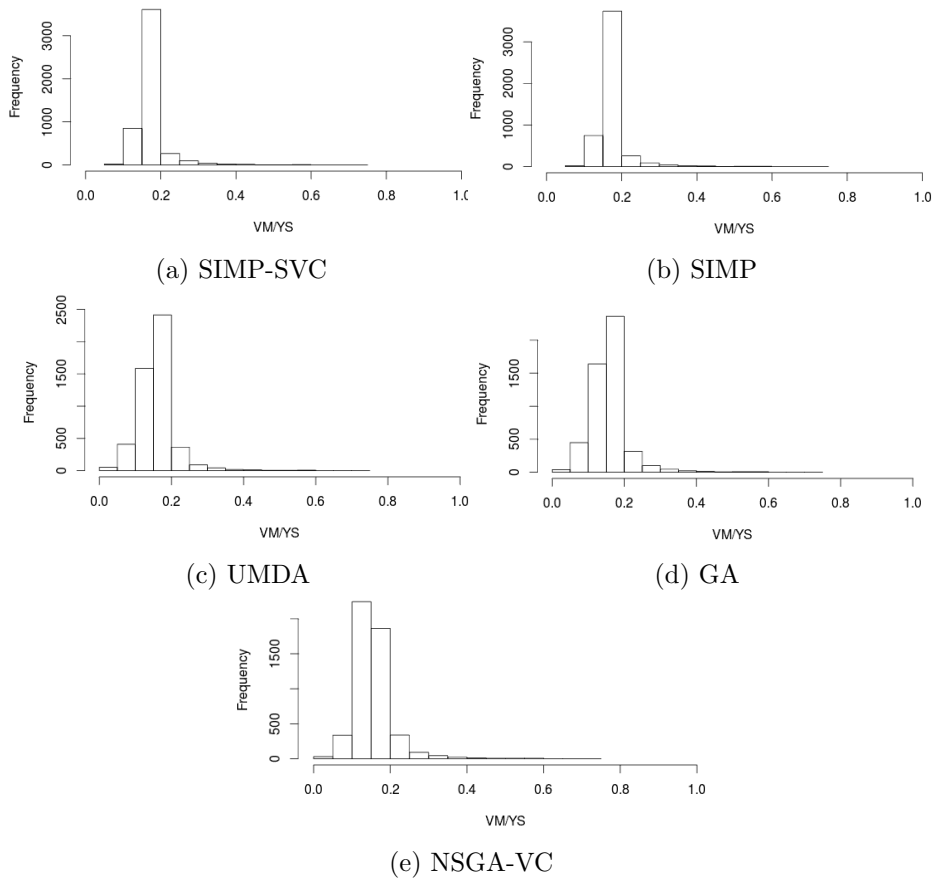 Frequency
0 1000 2000 3000
0.0 0.2 0.4 0.6 0.8 1.0
VM/YS
(a) SIMP-SVC
Frequency
0 1000 2000 3000
0.0 0.2 0.4 0.6 0.8 1.0
VM/YS
(b) SIMP
Frequency
0 500 1500 2500
0.0 0.2 0.4 0.6 0.8 1.0
VM/YS
(c) UMDA
Frequency
0 500 1500
0.0 0.2 0.4 0.6 0.8 1.0
VM/YS
(d) GA
Frequency
0 500 1500
0.0 0.2 0.4 0.6 0.8 1.0
VM/YS
(e) NSGA-VC